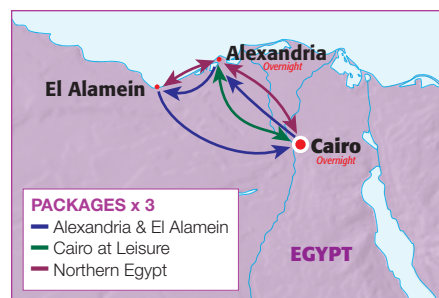 Alexandria
Overnight
El Alamein
Cairo
Overnight
PACKAGES x 3
Alexandria & El Alamein
Cairo at Leisure
Northern Egypt
EGYPT